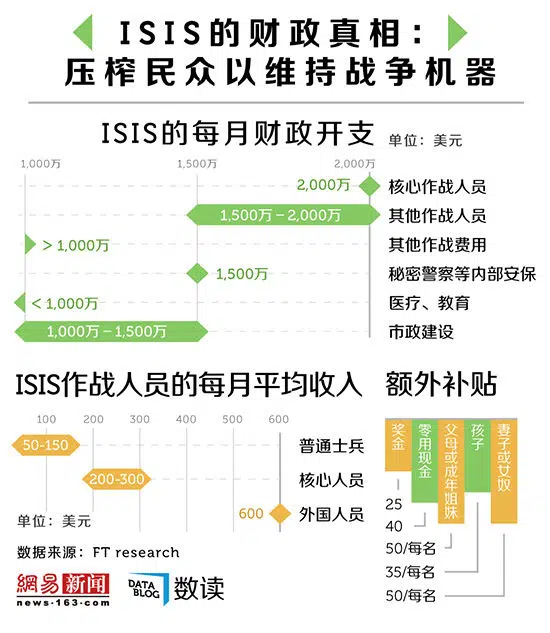 ISIS的财政真相：
压榨民众以维持战争机器
ISIS的每月财政开支 单位：美元
1,000万 1,500万 2,000万
2,000万 核心作战人员
1,500万－2,000万 其他作战人员
＞1,000万 其他作战费用
1,500万 秘密警察等内部安保
＜1,000万 医疗、教育
1,000万－1,500万 市政建设
ISIS作战人员的每月平均收入
100 200 300 400 500 600
50-150 普通士兵
200-300 核心人员
600 外国人员
单位：美元
数据来源：FT research
網易 新闻
news·163·com
DATA BLOG 数读
额外补贴
奖金
零用现金
父母或成年姐妹
孩子
妻子或女奴
25
40
50/每名
35/每名
50/每名